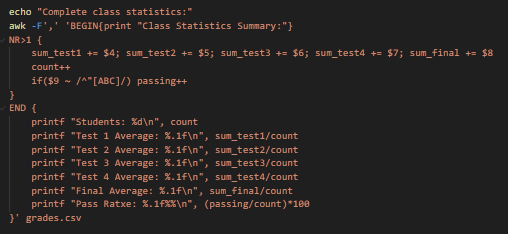 echo "Complete class statistics:"
awk -F',' 'BEGIN{print "Class Statistics Summary:"}
NR>1 {
    sum_test1 += $4; sum_test2 += $5; sum_test3 += $6; sum_test4 += $7; sum_final += $8
    count++
    if($9 ~ /^"[ABC]/) passing++
}
END {
    printf "Students: %d\n", count
    printf "Test 1 Average: %.1f\n", sum_test1/count
    printf "Test 2 Average: %.1f\n", sum_test2/count
    printf "Test 3 Average: %.1f\n", sum_test3/count
    printf "Test 4 Average: %.1f\n", sum_test4/count
    printf "Final Average: %.1f\n", sum_final/count
    printf "Pass Ratxe: %.1f%%\n", (passing/count)*100
}' grades.csv